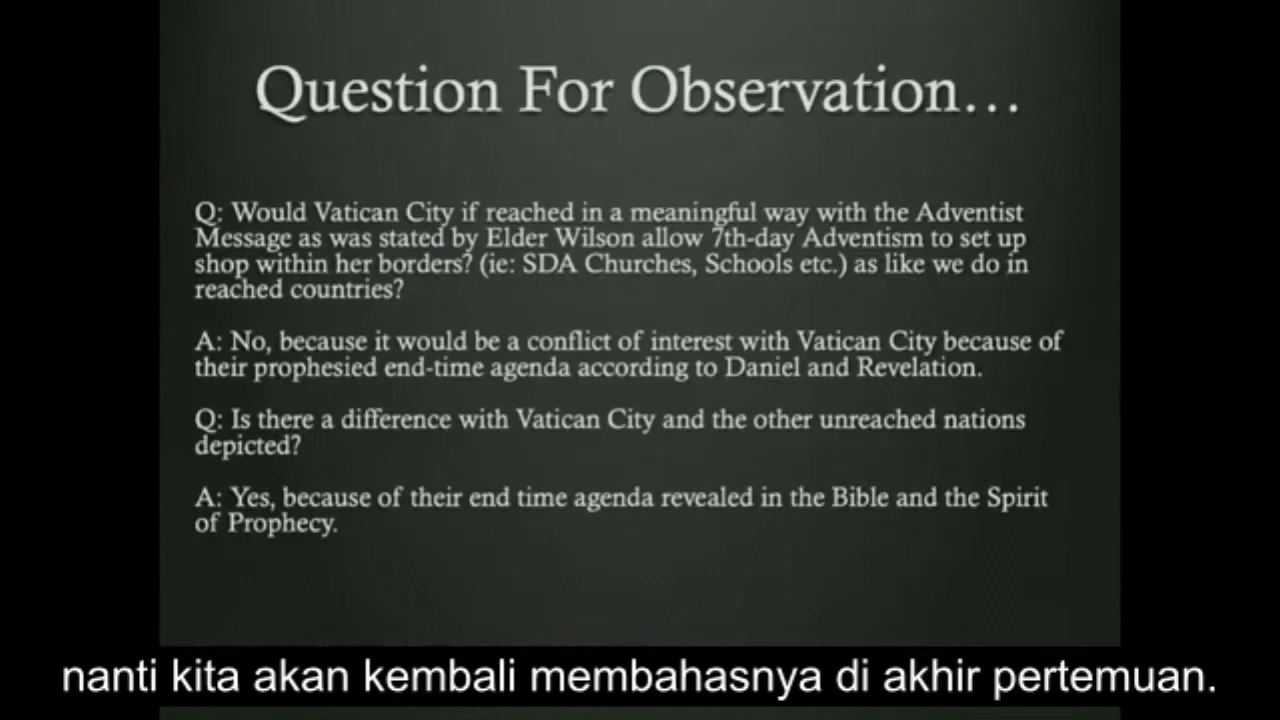 Question For Observation...
Q: Would Vatican City if reached in a meaningful way with the Adventist
Message as was stated by Elder Wilson allow 7th-day Adventism to set up
shop within her borders? (ie: SDA Churches, Schools etc.) as like we do in
reached countries?
A: No, because it would be a conflict of interest with Vatican City because of
their prophesied end-time agenda according to Daniel and Revelation.
Q: Is there a difference with Vatican City and the other unreached nations
depicted?
A: Yes, because of their end time agenda revealed in the Bible and the Spirit
of Prophecy.
nanti kita akan kembali membahasnya di akhir pertemuan.